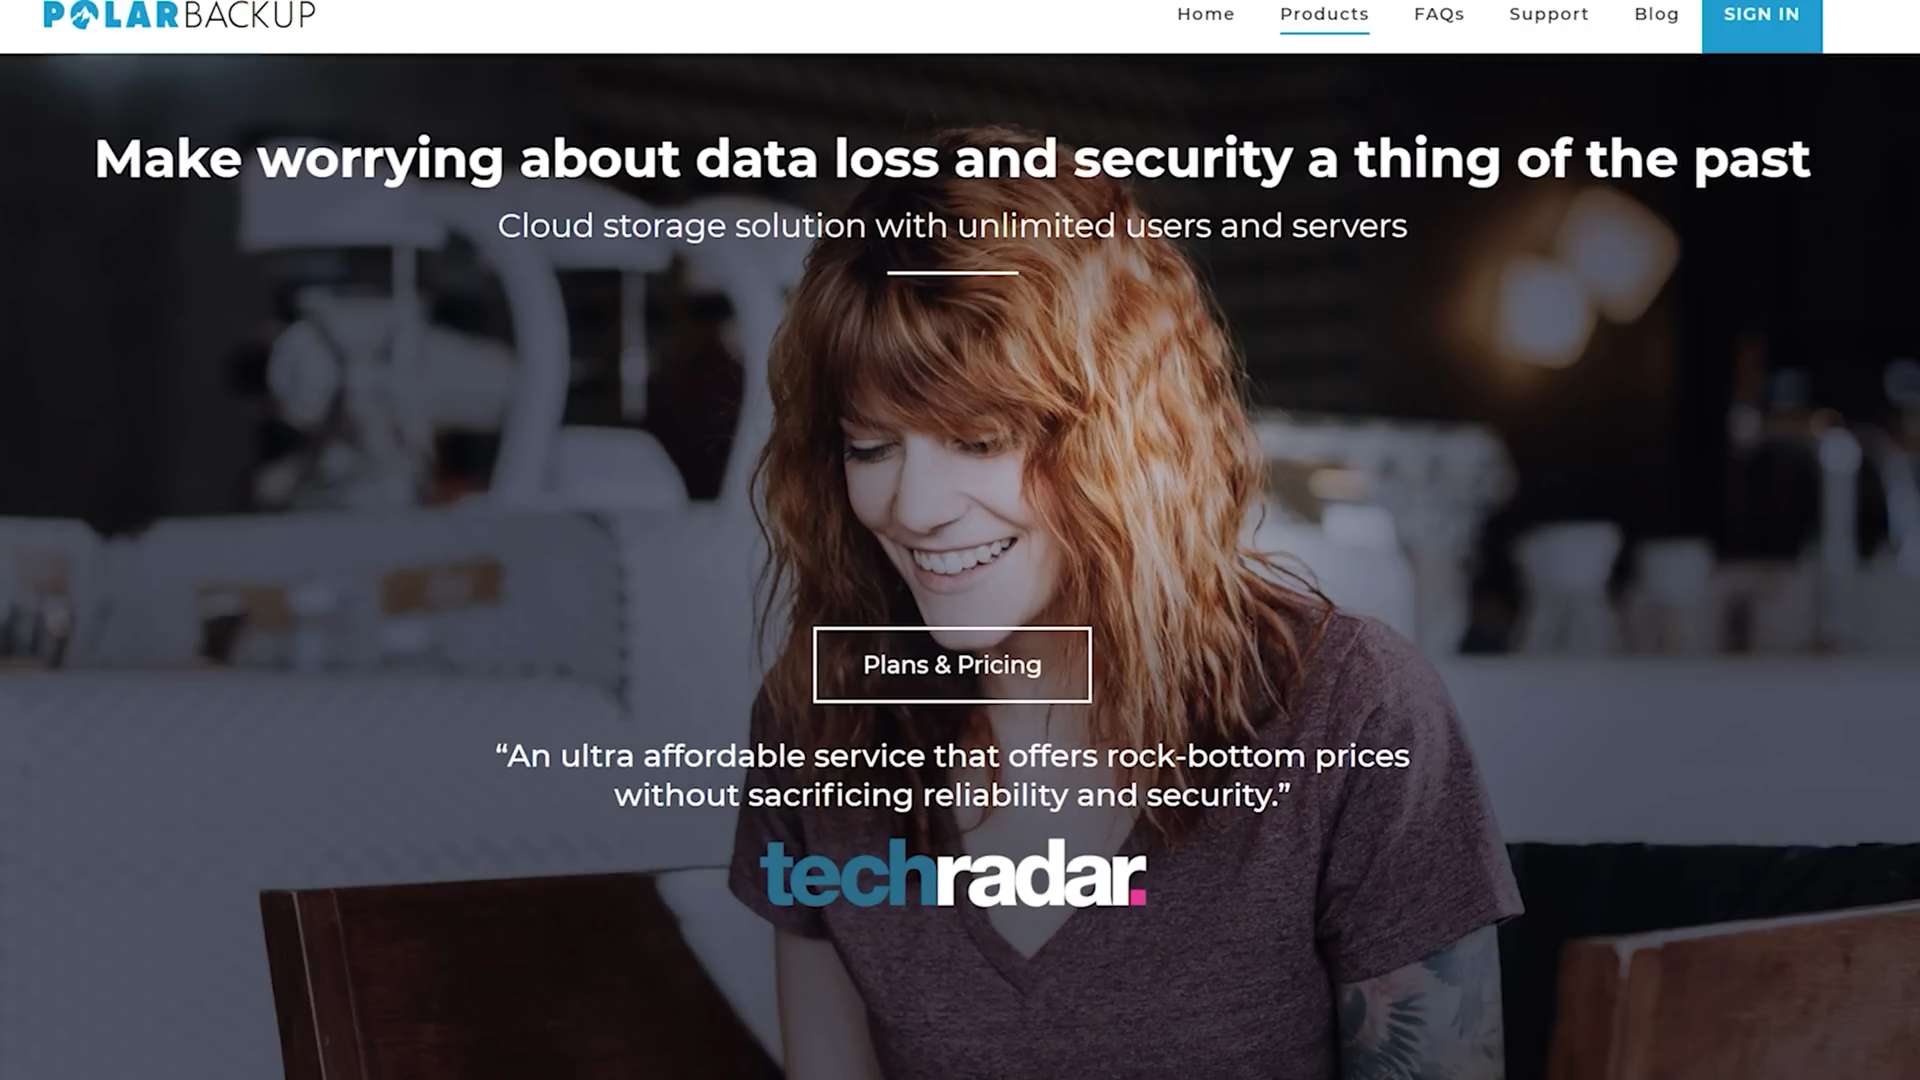 POLARBACKUP
Home Products FAQs Support Blog SIGN IN
Make worrying about data loss and security a thing of the past
Cloud storage solution with unlimited users and servers
Plans & Pricing
“An ultra affordable service that offers rock-bottom prices
without sacrificing reliability and security.”
techradar.